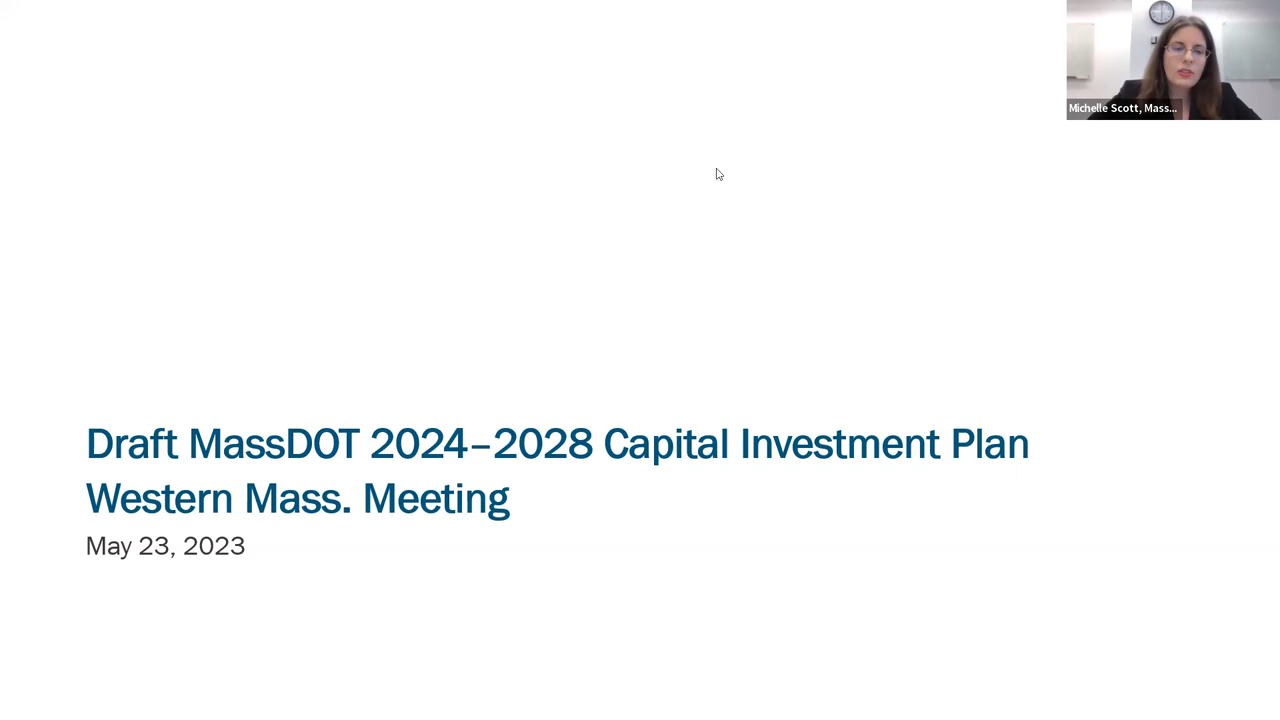 Michelle Scott, Mass...
Draft MassDOT 2024–2028 Capital Investment Plan
Western Mass. Meeting
May 23, 2023